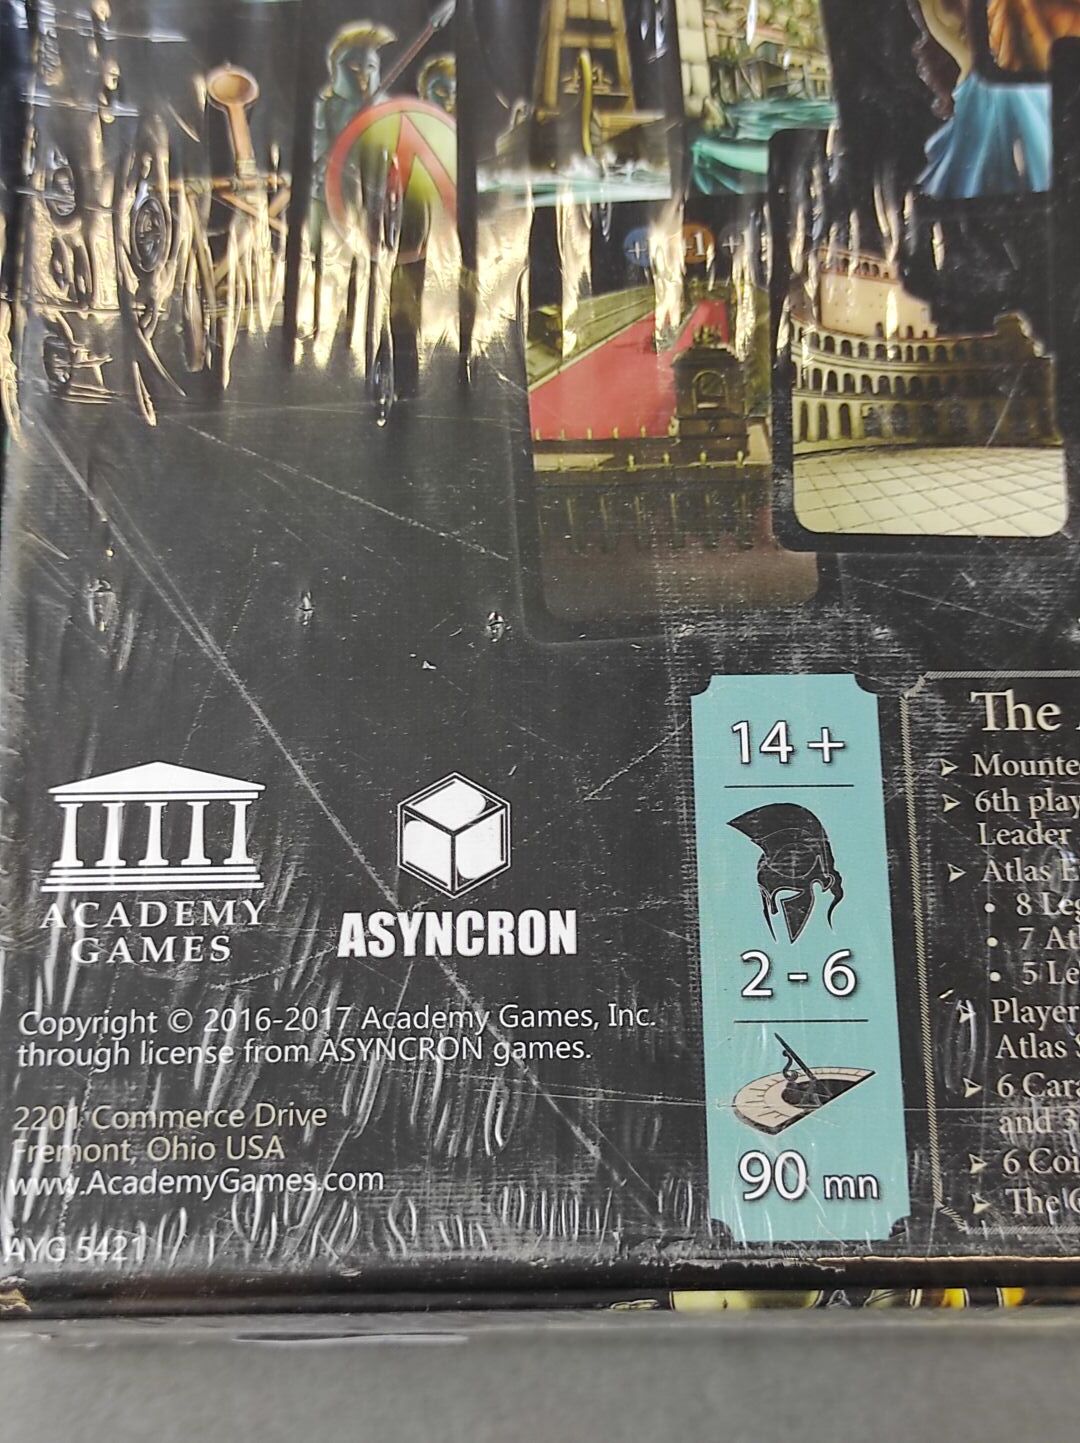 +1
14 +
2 - 6
90 mn
ACADEMY
GAMES
ASYNCRON
Copyright © 2016-2017 Academy Games, Inc.
through license from ASYNCRON games.
2201 Commerce Drive
Fremont, Ohio USA
www.AcademyGames.com
AYG 5421
The
Mounte
6th play
Leader
Atlas E
• 8 Leg
• 7 Atl
• 5 Le
Player
Atlas S
6 Cara
and 3
6 Coi
The